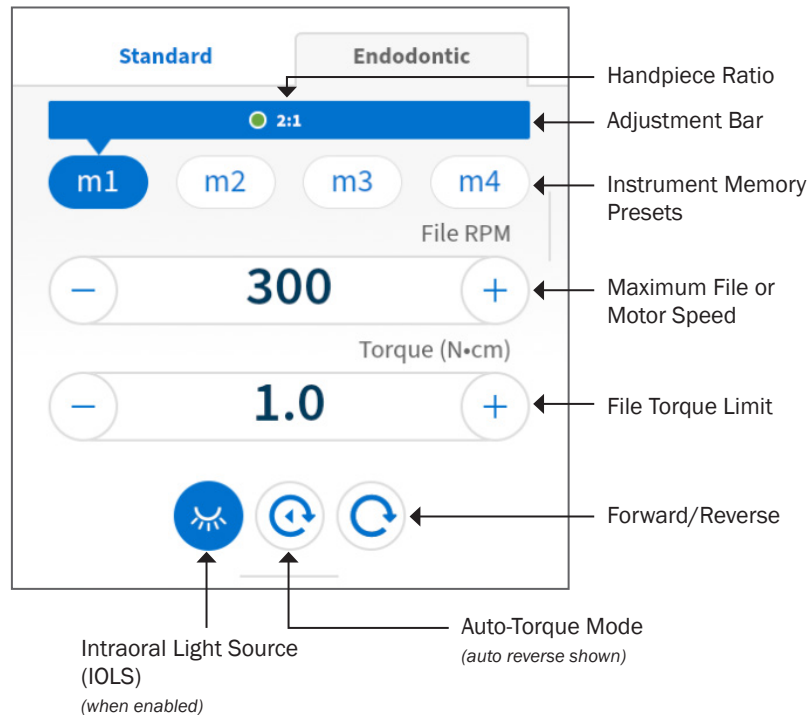 Standard
Endodontic
Handpiece Ratio
2:1
Adjustment Bar
m1 m2 m3 m4
Instrument Memory
Presets
File RPM
− 300 +
Maximum File or
Motor Speed
Torque (N•cm)
− 1.0 +
File Torque Limit
Forward/Reverse
Intraoral Light Source
(IOLS)
(when enabled)
Auto-Torque Mode
(auto reverse shown)